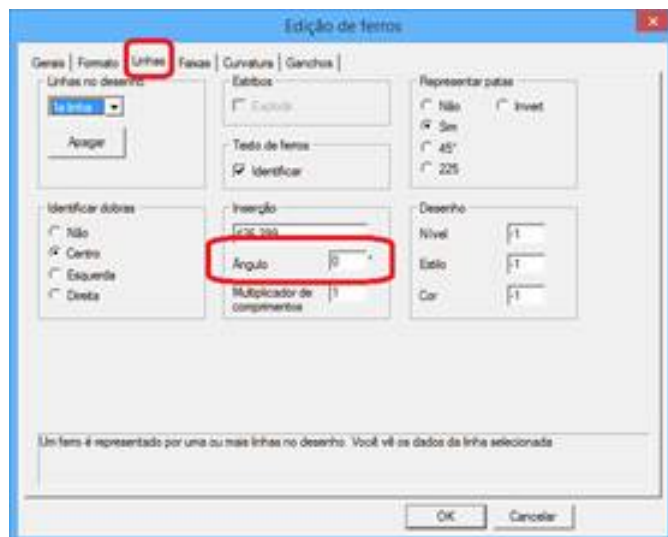 Edição de ferros
Gerais Formato Linhas Faixas Curvatura Ganchos
Linhas no desenho
1a linha
Apagar
Estribos
Explodir
Texto de ferros
Identificar
Representar patas
Não Invert
Sim
45°
225
Identificar dobras
Não
Centro
Esquerda
Direita
Inserção
Ângulo 0 °
Multiplicador de comprimentos 1
Desenho
Nível -1
Estilo -1
Cor -1
Um ferro é representado por uma ou mais linhas no desenho. Você vê os dados da linha selecionada
OK Cancelar